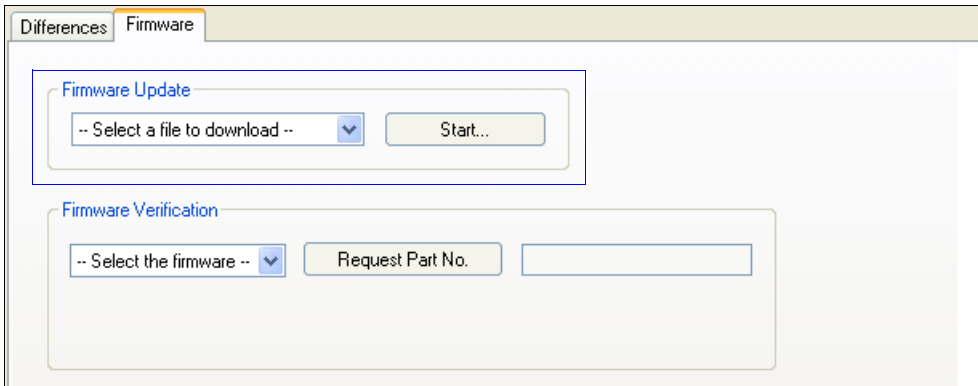 Differences Firmware
Firmware Update
-- Select a file to download -- Start...
Firmware Verification
-- Select the firmware -- Request Part No.